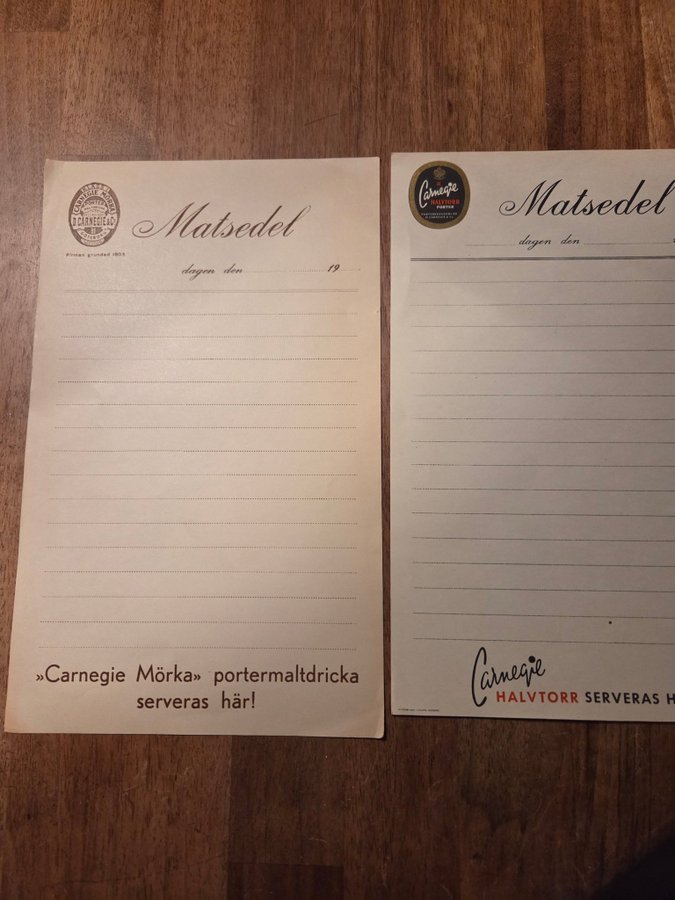 D. CARNEGIE & Co
Firman grundad 1803
Matsedel
dagen den 19
»Carnegie Mörka» portermaltdricka
serveras här!
Carnegie
HALVTORR
PORTER
Matsedel
dagen den
Carnegie
HALVTORR SERVERAS H